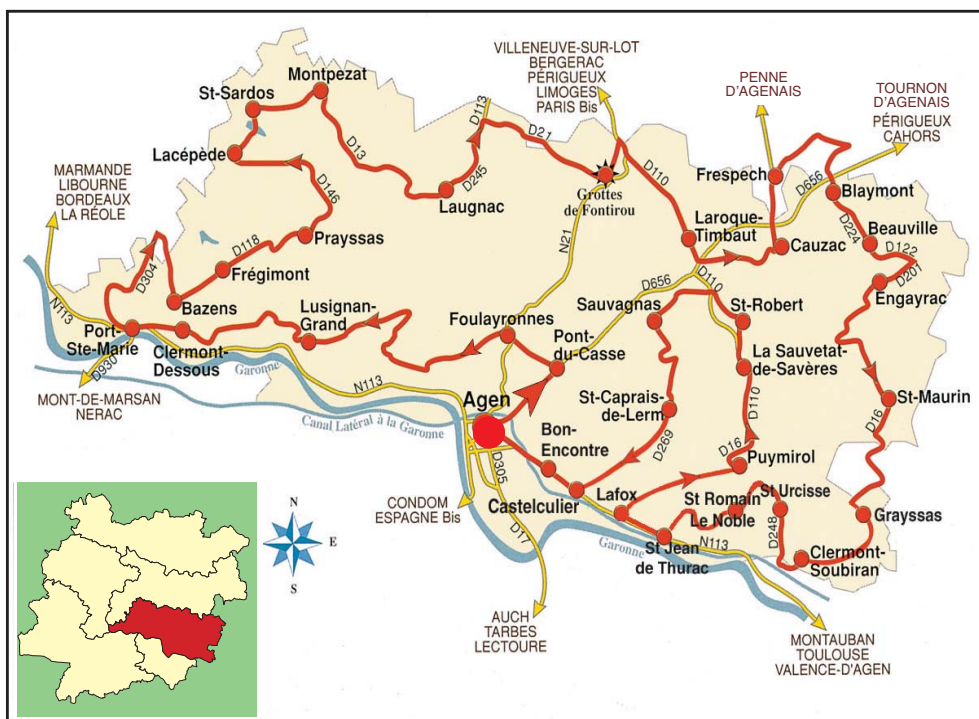 VILLENEUVE-SUR-LOT
BERGERAC
PÉRIGUEUX
LIMOGES
PARIS Bis
PENNE
D'AGENAIS
TOURNON
D'AGENAIS
PÉRIGUEUX
CAHORS
Montpezat
St-Sardos
D113
D21
Lacépède
D13
D245
D110
Frespech
D656
MARMANDE
LIBOURNE
BORDEAUX
LA RÉOLE
D146
Laugnac
Grottes
de Fontirou
Blaymont
Laroque-
Timbaut
D224
Beauville
D122
Prayssas
N21
Cauzac
D118
D304
Frégimont
D656
D110
D201
Engayrac
Bazens
Lusignan-
Grand
Sauvagnas
St-Robert
N113
Foulayronnes
Port-
Ste-Marie
Clermont-
Dessous
Pont-
du-Casse
La Sauvetat-
de-Savères
D930
Garonne
N113
MONT-DE-MARSAN
NERAC
Agen
St-Caprais-
de-Lerm
D110
St-Maurin
D16
Canal Latéral à la Garonne
Bon-
Encontre
D269
D16
D305
Puymirol
CONDOM
ESPAGNE Bis
Castelculier
Lafox
St Romain
Le Noble
St Urcisse
Grayssas
D17
Garonne
St Jean
de Thurac
N113
D248
Clermont-
Soubiran
N
E
S
AUCH
TARBES
LECTOURE
MONTAUBAN
TOULOUSE
VALENCE-D'AGEN